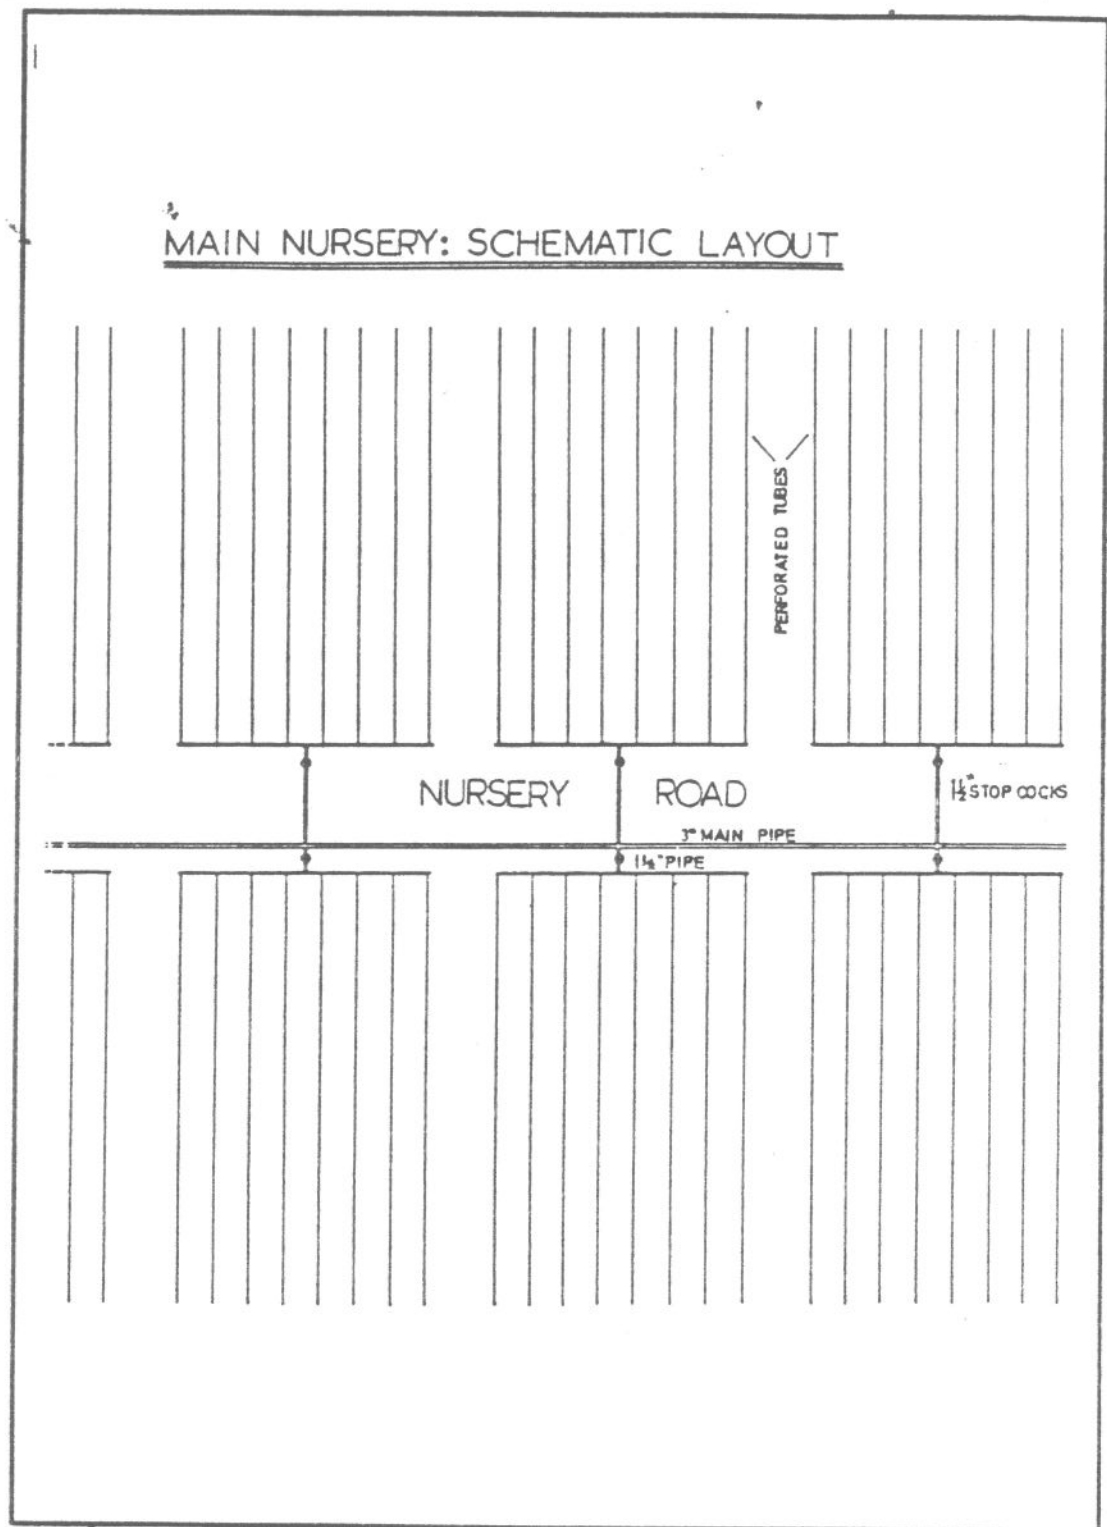 MAIN NURSERY: SCHEMATIC LAYOUT
PERFORATED TUBES
NURSERY ROAD
1½" STOP COCKS
3" MAIN PIPE
1½" PIPE